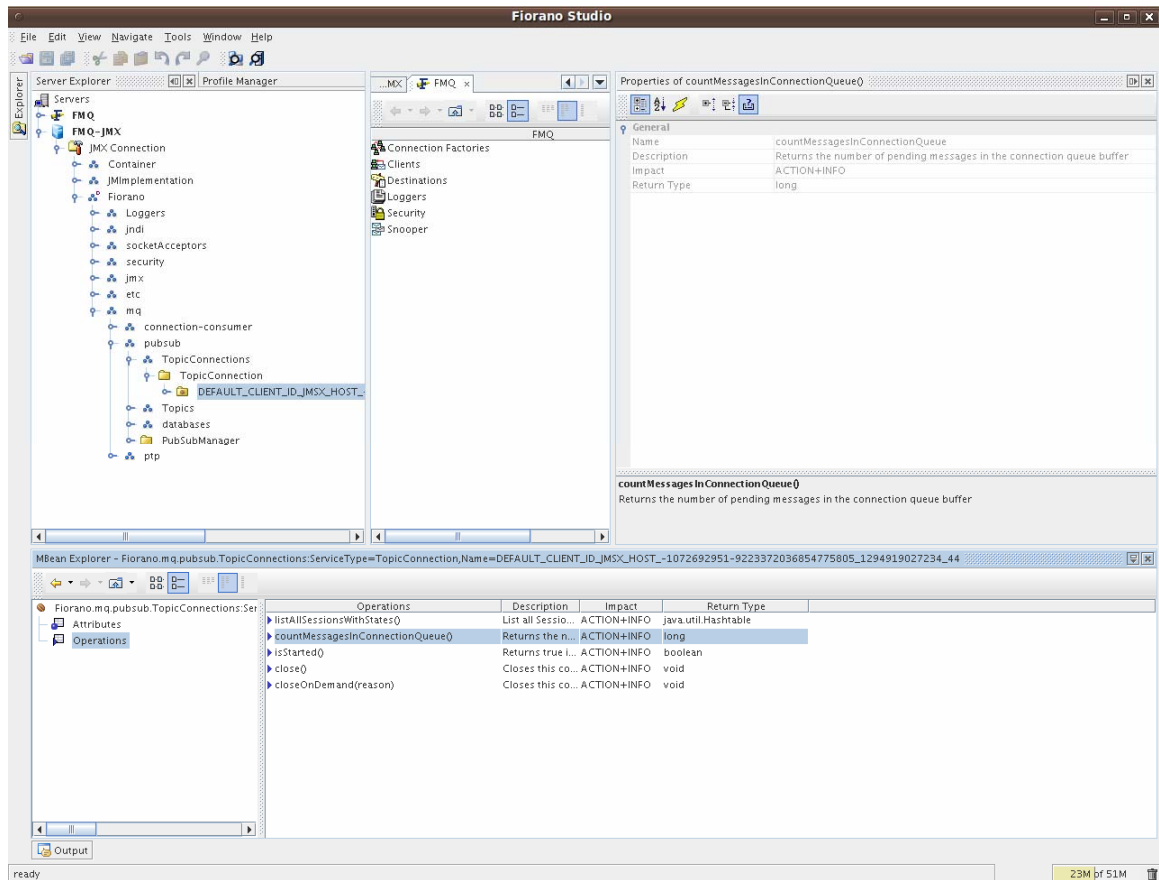 Fiorano Studio
File Edit View Navigate Tools Window Help
Explorer
Server Explorer
Profile Manager
Servers
FMQ
FMQ-JMX
JMX Connection
Container
JMImplementation
Fiorano
Loggers
jndi
socketAcceptors
security
jmx
etc
mq
connection-consumer
pubsub
TopicConnections
TopicConnection
DEFAULT_CLIENT_ID_JMSX_HOST_-
Topics
databases
PubSubManager
ptp
...MX FMQ
FMQ
Connection Factories
Clients
Destinations
Loggers
Security
Snooper
Properties of countMessagesInConnectionQueue()
General
Name countMessagesInConnectionQueue
Description Returns the number of pending messages in the connection queue buffer
Impact ACTION+INFO
Return Type long
countMessagesInConnectionQueue()
Returns the number of pending messages in the connection queue buffer
MBean Explorer - Fiorano.mq.pubsub.TopicConnections:ServiceType=TopicConnection,Name=DEFAULT_CLIENT_ID_JMSX_HOST_-1072692951-9223372036854775805_1294919027234_44
Fiorano.mq.pubsub.TopicConnections:Ser
Attributes
Operations
Operations Description Impact Return Type
listAllSessionsWithStates() List all Sessio... ACTION+INFO java.util.Hashtable
countMessagesInConnectionQueue() Returns the n... ACTION+INFO long
isStarted() Returns true i... ACTION+INFO boolean
close() Closes this co... ACTION+INFO void
closeOnDemand(reason) Closes this co... ACTION+INFO void
Output
ready
23M of 51M